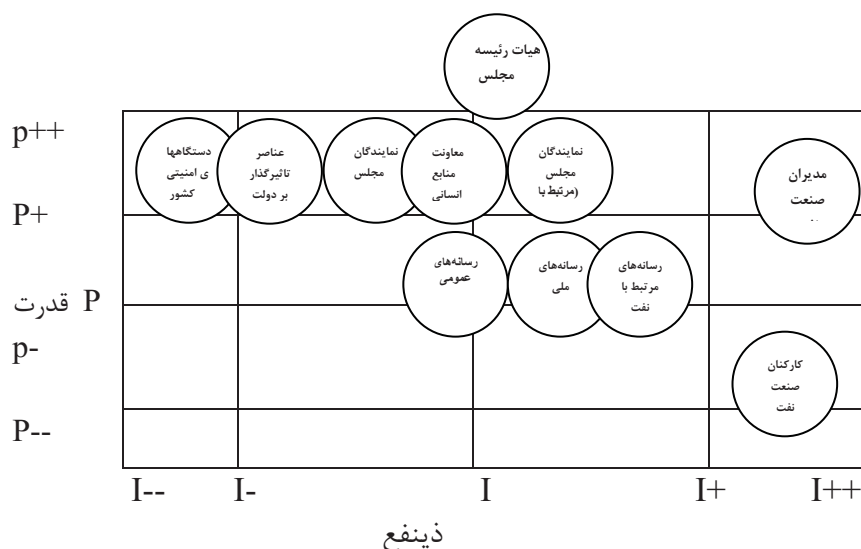 هیات رئیسه
مجلس
p++
دستگاهها
ی امنیتی
کشور
عناصر
تاثیرگذار
بر دولت
نمایندگان
مجلس
معاونت
منابع
انسانی
نمایندگان
مجلس
(مرتبط با
مدیران
صنعت
P+
رسانه‌های
عمومی
رسانه‌های
ملی
رسانه‌های
مرتبط با
نفت
قدرت P
p-
کارکنان
صنعت
نفت
P--
I--
I-
I
I+
I++
ذینفع